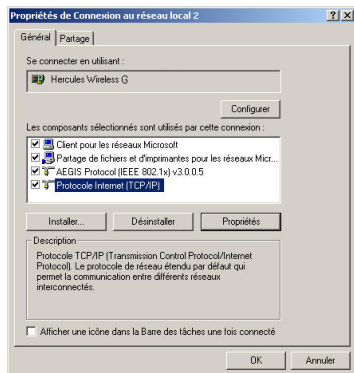 Propriétés de Connexion au réseau local 2
Général
Partage
Se connecter en utilisant :
Hercules Wireless G
Configurer
Les composants sélectionnés sont utilisés par cette connexion :
Client pour les réseaux Microsoft
Partage de fichiers et d'imprimantes pour les réseaux Micr...
AEGIS Protocol (IEEE 802.1x) v3.0.0.5
Protocole Internet (TCP/IP)
Installer...
Désinstaller
Propriétés
Description
Protocole TCP/IP (Transmission Control Protocol/Internet
Protocol). Le protocole de réseau étendu par défaut qui
permet la communication entre différents réseaux
interconnectés.
Afficher une icône dans la Barre des tâches une fois connecté
OK
Annuler